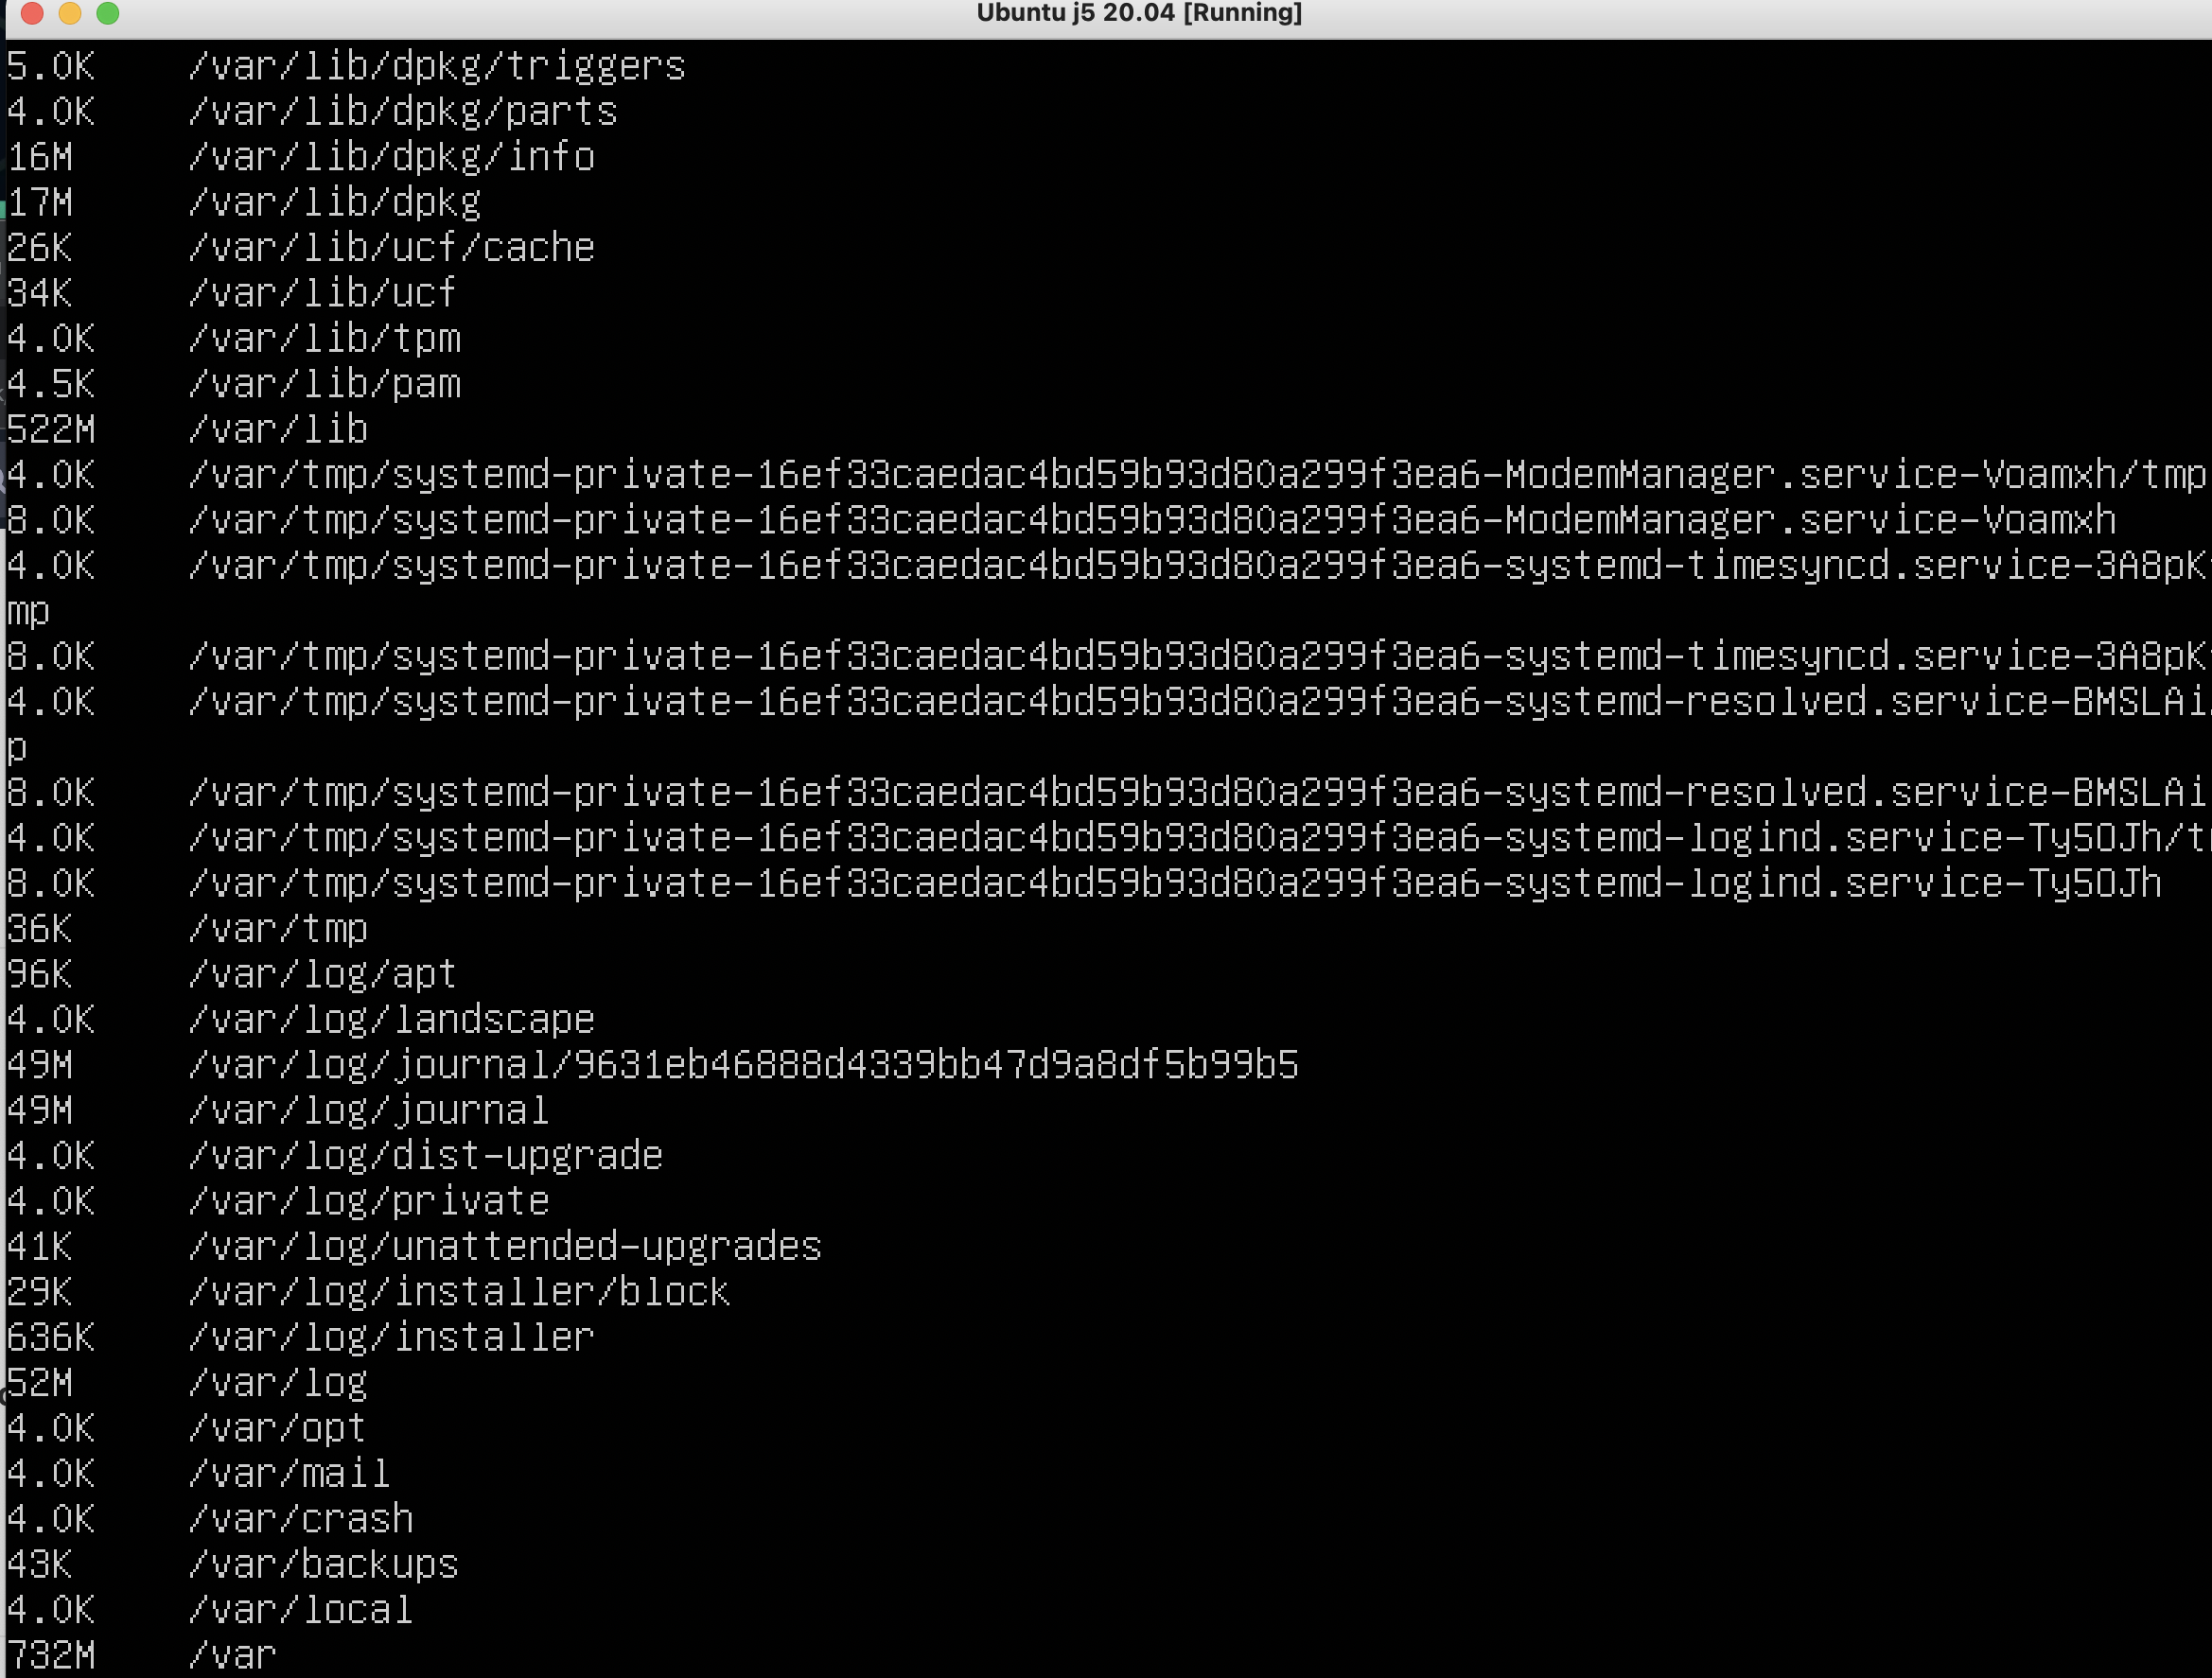 Ubuntu j5 20.04 [Running]
5.0K /var/lib/dpkg/triggers
4.0K /var/lib/dpkg/parts
16M /var/lib/dpkg/info
17M /var/lib/dpkg
26K /var/lib/ucf/cache
34K /var/lib/ucf
4.0K /var/lib/tpm
4.5K /var/lib/pam
522M /var/lib
4.0K /var/tmp/systemd-private-16ef33caedac4bd59b93d80a299f3ea6-ModemManager.service-Voamxh/tmp
8.0K /var/tmp/systemd-private-16ef33caedac4bd59b93d80a299f3ea6-ModemManager.service-Voamxh
4.0K /var/tmp/systemd-private-16ef33caedac4bd59b93d80a299f3ea6-systemd-timesyncd.service-3A8pK
mp
8.0K /var/tmp/systemd-private-16ef33caedac4bd59b93d80a299f3ea6-systemd-timesyncd.service-3A8pK
4.0K /var/tmp/systemd-private-16ef33caedac4bd59b93d80a299f3ea6-systemd-resolved.service-BMSLAi
p
8.0K /var/tmp/systemd-private-16ef33caedac4bd59b93d80a299f3ea6-systemd-resolved.service-BMSLAi
4.0K /var/tmp/systemd-private-16ef33caedac4bd59b93d80a299f3ea6-systemd-logind.service-Ty5OJh/t
8.0K /var/tmp/systemd-private-16ef33caedac4bd59b93d80a299f3ea6-systemd-logind.service-Ty5OJh
36K /var/tmp
96K /var/log/apt
4.0K /var/log/landscape
49M /var/log/journal/9631eb46888d4339bb47d9a8df5b99b5
49M /var/log/journal
4.0K /var/log/dist-upgrade
4.0K /var/log/private
41K /var/log/unattended-upgrades
29K /var/log/installer/block
636K /var/log/installer
52M /var/log
4.0K /var/opt
4.0K /var/mail
4.0K /var/crash
43K /var/backups
4.0K /var/local
732M /var